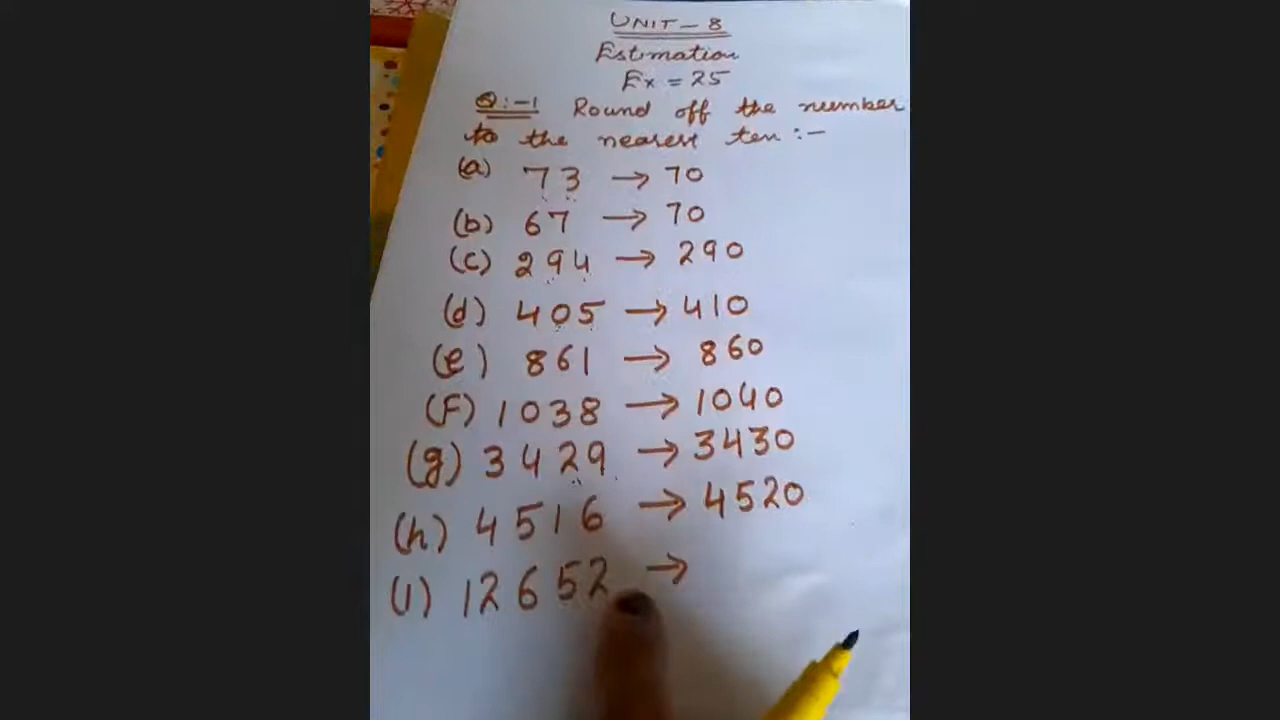 UNIT - 8
Estimation
Ex = 25
Q:-1 Round off the number
to the nearest ten :-
(a) 73 → 70
(b) 67 → 70
(c) 294 → 290
(d) 405 → 410
(e) 861 → 860
(F) 1038 → 1040
(g) 3429 → 3430
(h) 4516 → 4520
(i) 12652 →